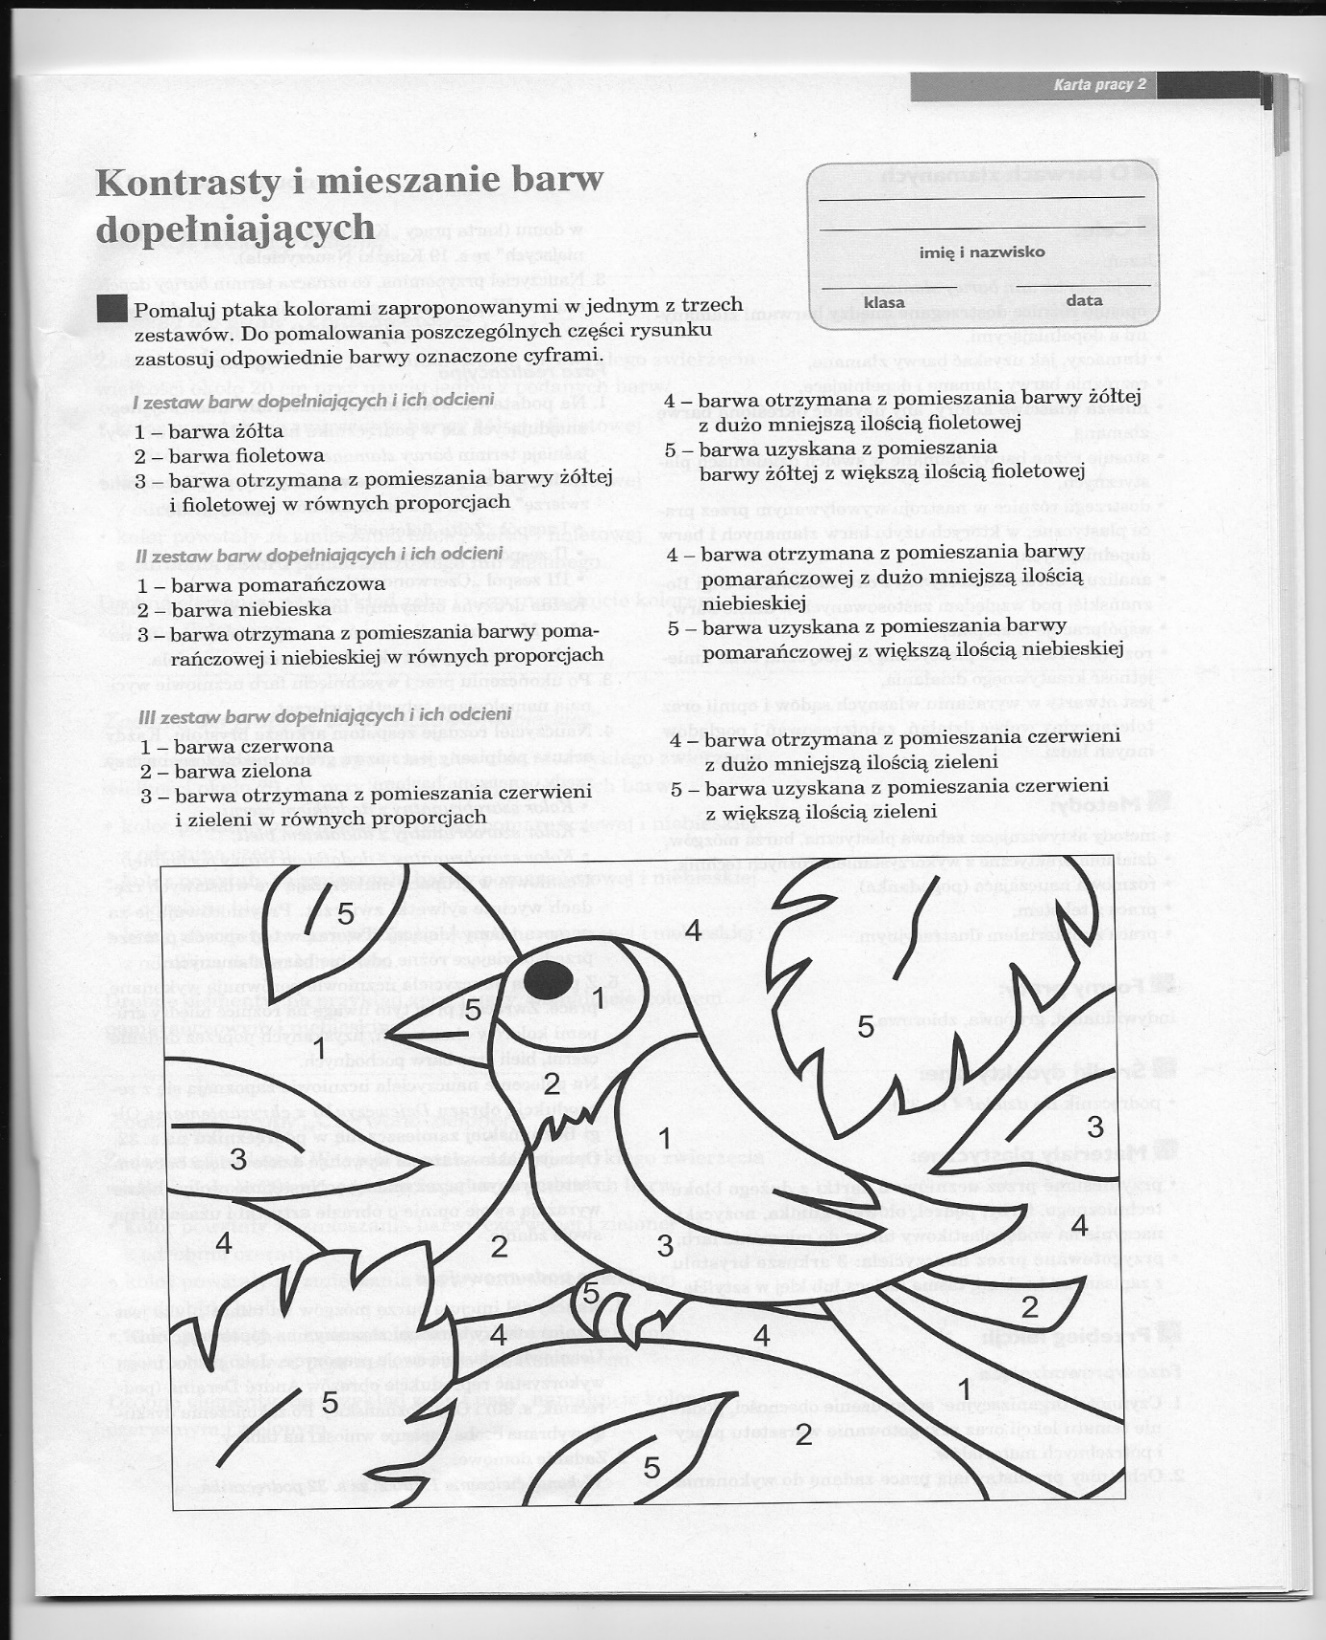 Karta pracy 2
Kontrasty i mieszanie barw
dopełniających
imię i nazwisko
klasa
data
Pomaluj ptaka kolorami zaproponowanymi w jednym z trzech
zestawów. Do pomalowania poszczególnych części rysunku
zastosuj odpowiednie barwy oznaczone cyframi.
I zestaw barw dopełniających i ich odcieni
1 – barwa żółta
2 – barwa fioletowa
3 – barwa otrzymana z pomieszania barwy żółtej
i fioletowej w równych proporcjach
4 – barwa otrzymana z pomieszania barwy żółtej
z dużo mniejszą ilością fioletowej
5 – barwa uzyskana z pomieszania
barwy żółtej z większą ilością fioletowej
II zestaw barw dopełniających i ich odcieni
1 – barwa pomarańczowa
2 – barwa niebieska
3 – barwa otrzymana z pomieszania barwy poma-
rańczowej i niebieskiej w równych proporcjach
4 – barwa otrzymana z pomieszania barwy
pomarańczowej z dużo mniejszą ilością
niebieskiej
5 – barwa uzyskana z pomieszania barwy
pomarańczowej z większą ilością niebieskiej
III zestaw barw dopełniających i ich odcieni
1 – barwa czerwona
2 – barwa zielona
3 – barwa otrzymana z pomieszania czerwieni
i zieleni w równych proporcjach
4 – barwa otrzymana z pomieszania czerwieni
z dużo mniejszą ilością zieleni
5 – barwa uzyskana z pomieszania czerwieni
z większą ilością zieleni
5
4
5
1
5
1
2
3
1
3
4
2
3
4
5
2
4
4
5
1
2
5